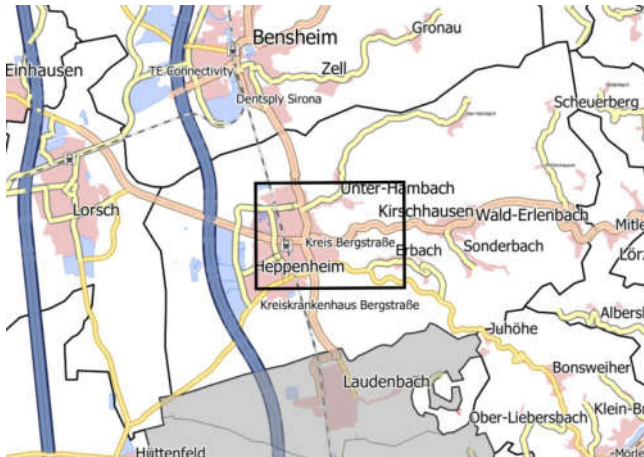 Gronau
Bensheim
Zell
Einhausen
TE Connectivity
Dentsply Sirona
Scheuerberg
Unter-Hambach
Lorsch
Kirschhausen
Wald-Erlenbach
Kreis Bergstraße
Erbach
Sonderbach
Heppenheim
Kreiskrankenhaus Bergstraße
Juhöhe
Bonsweiher
Laudenbach
Ober-Liebersbach
Hüttenfeld